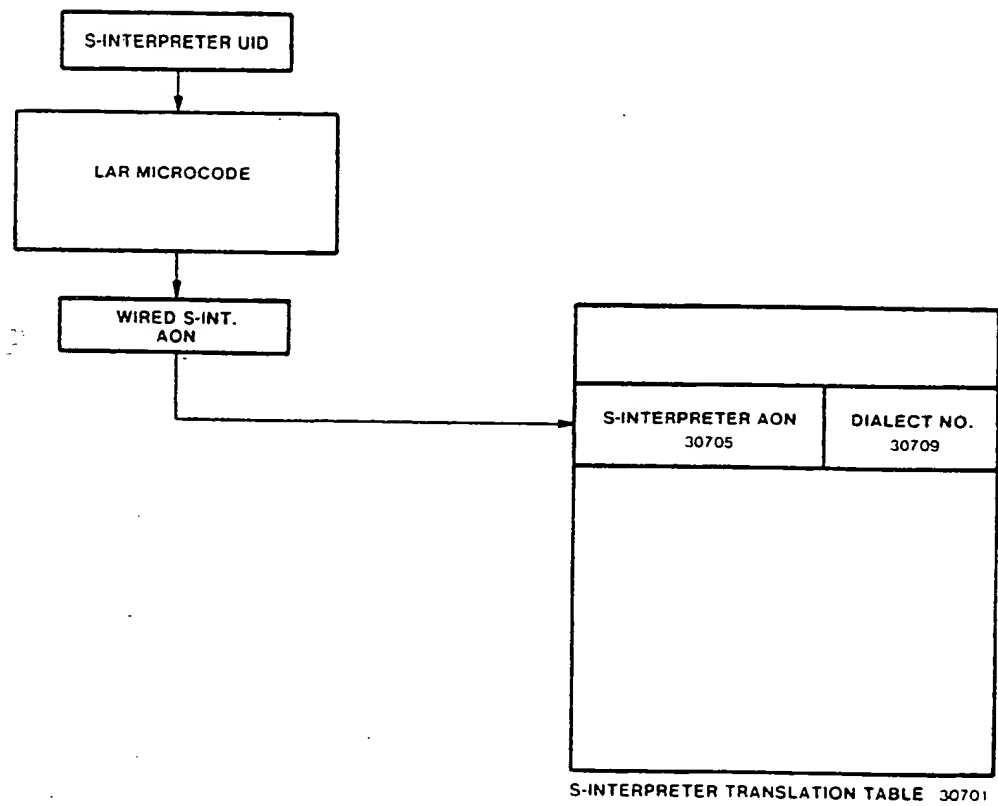 S-INTERPRETER UID
LAR MICROCODE
WIRED S-INT.
AON
S-INTERPRETER AON
30705
DIALECT NO.
30709
S-INTERPRETER TRANSLATION TABLE 30701